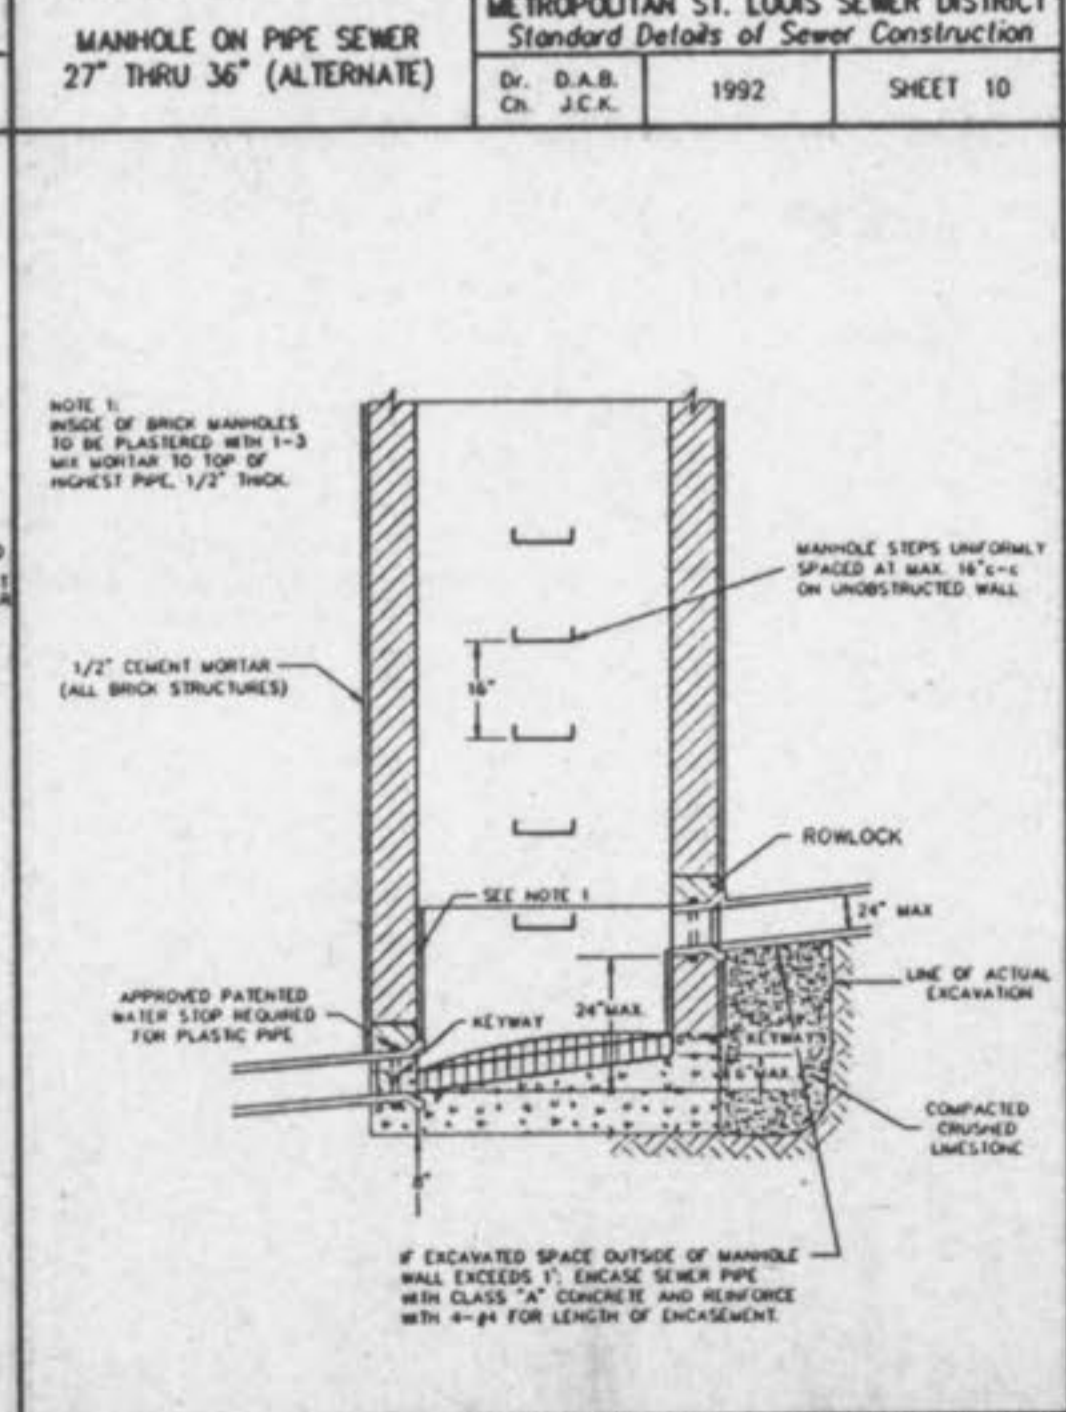 MANHOLE ON PIPE SEWER
27" THRU 36" (ALTERNATE)
METROPOLITAN ST. LOUIS SEWER DISTRICT
Standard Details of Sewer Construction
Dr. D.A.B.
Ch. J.C.K.
1992
SHEET 10
NOTE 1:
INSIDE OF BRICK MANHOLES
TO BE PLASTERED WITH 1-3
MIX MORTAR TO TOP OF
HIGHEST PIPE, 1/2" THICK.
MANHOLE STEPS UNIFORMLY
SPACED AT MAX. 16"c-c
ON UNOBSTRUCTED WALL
1/2" CEMENT MORTAR
(ALL BRICK STRUCTURES)
16"
ROWLOCK
SEE NOTE 1
24" MAX
LINE OF ACTUAL
EXCAVATION
APPROVED PATENTED
WATER STOP REQUIRED
FOR PLASTIC PIPE
KEYWAY
24"MAX.
KEYWAY
6"MAX.
COMPACTED
CRUSHED
LIMESTONE
IF EXCAVATED SPACE OUTSIDE OF MANHOLE
WALL EXCEEDS 1'; ENCASE SEWER PIPE
WITH CLASS "A" CONCRETE AND REINFORCE
WITH 4-#4 FOR LENGTH OF ENCASEMENT.